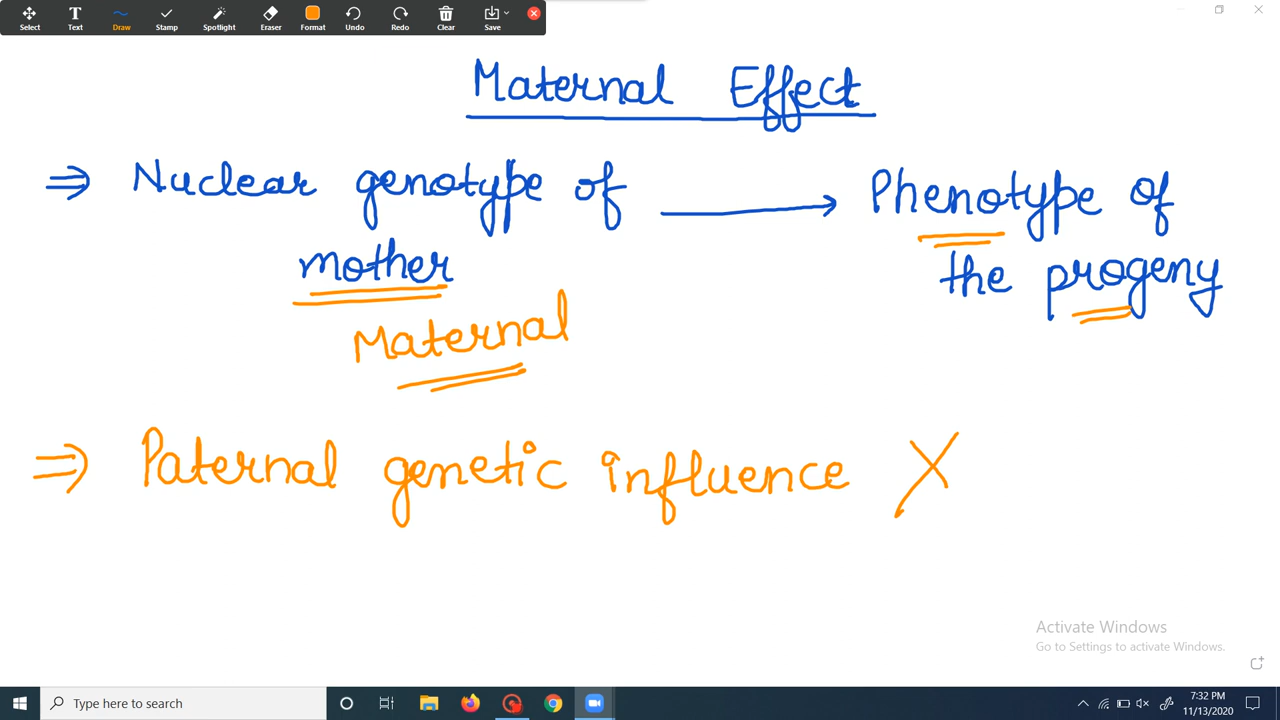 Select Text Draw Stamp Spotlight Eraser Format Undo Redo Clear Save
Maternal Effect
⇒ Nuclear genotype of → Phenotype of
mother the progeny
Maternal
⇒ Paternal genetic influence X
Activate Windows
Go to Settings to activate Windows.
Type here to search
7:32 PM
11/13/2020